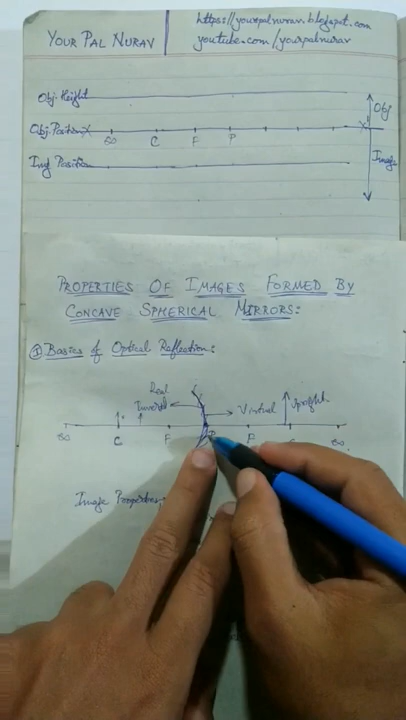 YOUR PAL NURAV
https://yourpalnurav.blogspot.com
youtube.com/yourpalnurav
Obj. Height
Obj
Obj. Position X
∞ C F P
X'
Img Position
Image
PROPERTIES OF IMAGES FORMED BY
CONCAVE SPHERICAL MIRRORS:
① Basics of Optical Reflection:
Real
Inverted
Virtual
Upright
∞ C F P F ∞
Image Properties: